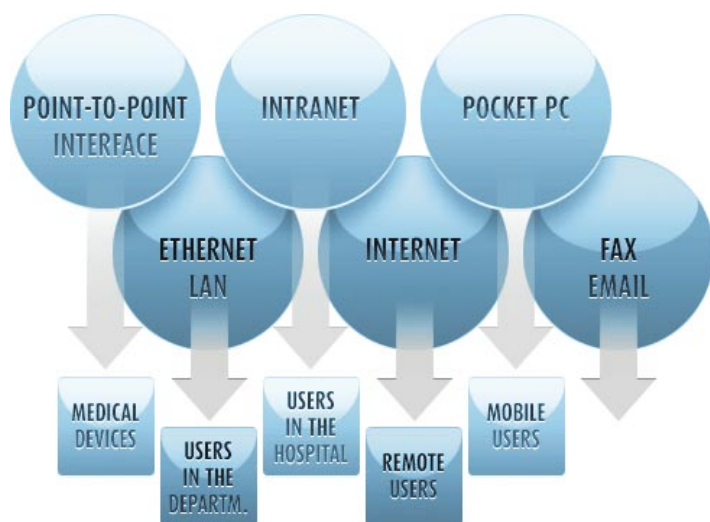 POINT-TO-POINT
INTERFACE
INTRANET
POCKET PC
ETHERNET
LAN
INTERNET
FAX
EMAIL
MEDICAL
DEVICES
USERS
IN THE
DEPARTM.
USERS
IN THE
HOSPITAL
REMOTE
USERS
MOBILE
USERS